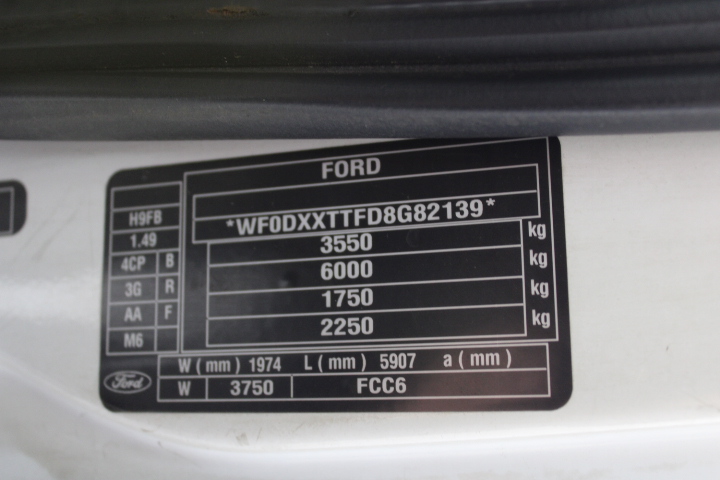 FORD
*WF0DXXTTFD8G82139*
H9FB
1.49
4CP B
3G R
AA F
M6
3550 kg
6000 kg
1750 kg
2250 kg
W ( mm ) 1974 L ( mm ) 5907 a ( mm )
Ford
W 3750 FCC6